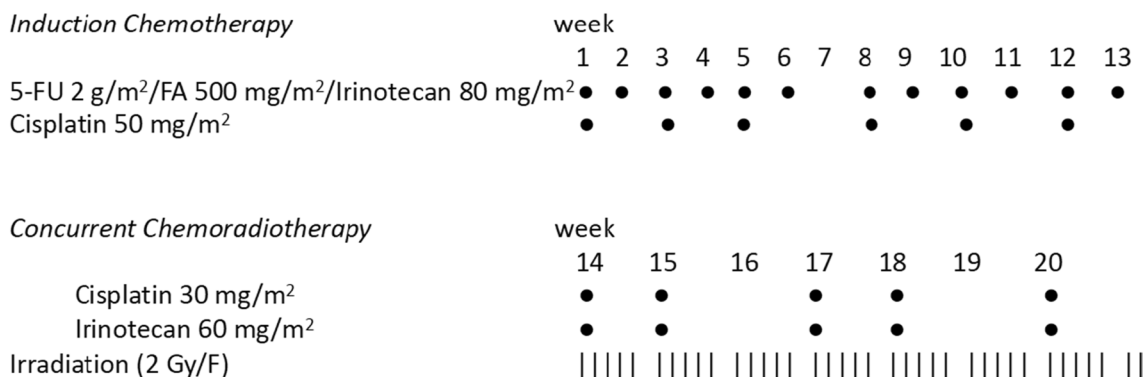 Induction Chemotherapy week
1 2 3 4 5 6 7 8 9 10 11 12 13
5-FU 2 g/m²/FA 500 mg/m²/Irinotecan 80 mg/m²
Cisplatin 50 mg/m²
Concurrent Chemoradiotherapy week
14 15 16 17 18 19 20
Cisplatin 30 mg/m²
Irinotecan 60 mg/m²
Irradiation (2 Gy/F)